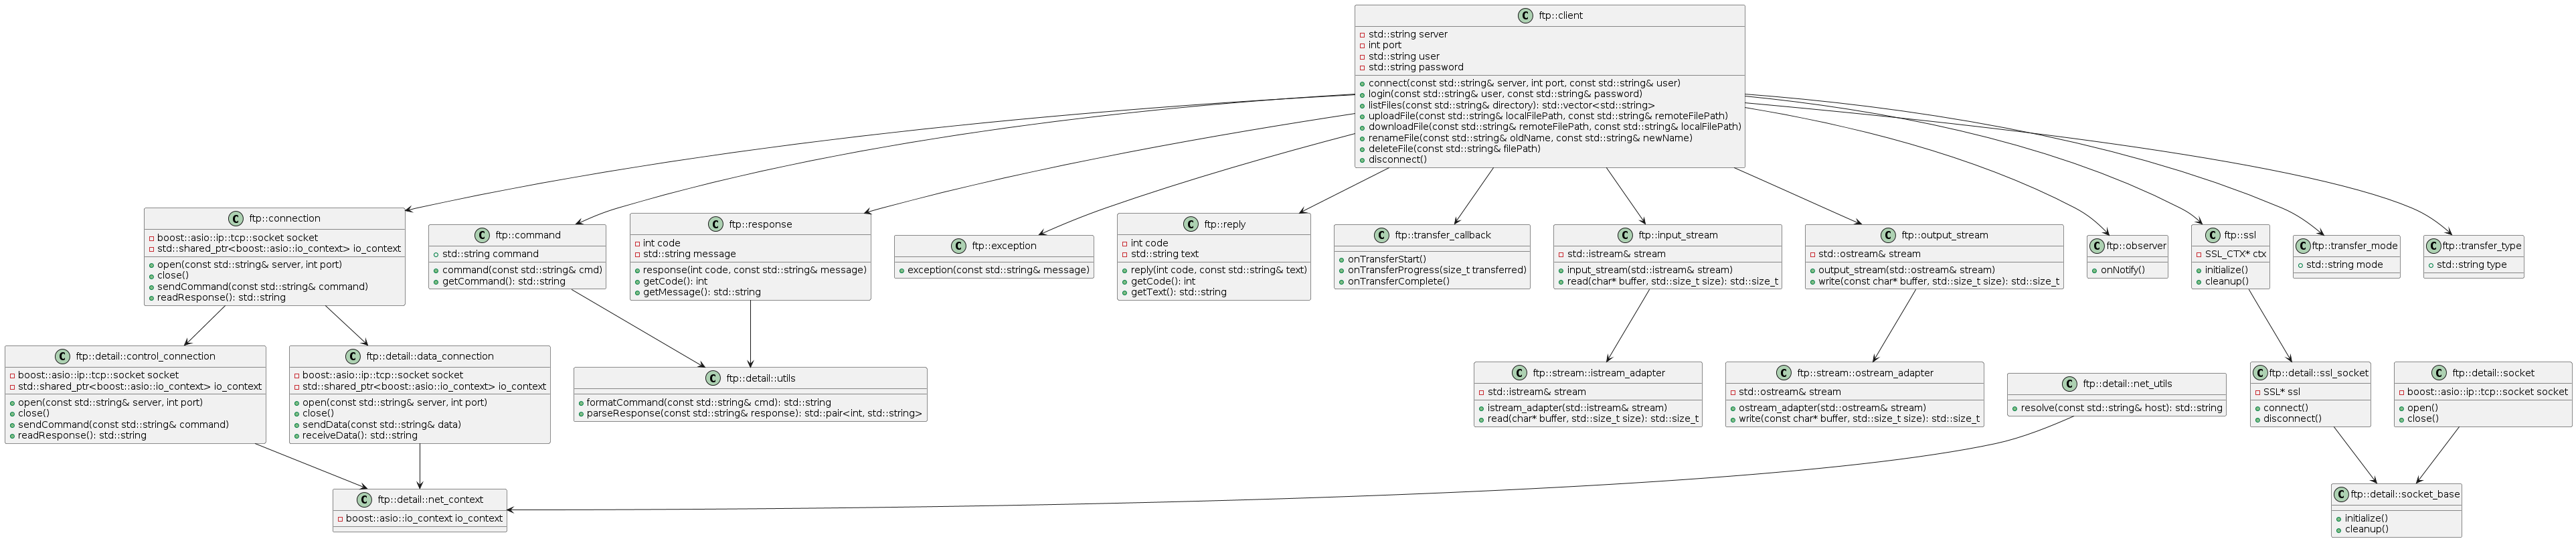 C ftp::client
std::string server
int port
std::string user
std::string password
connect(const std::string& server, int port, const std::string& user)
login(const std::string& user, const std::string& password)
listFiles(const std::string& directory): std::vector<std::string>
uploadFile(const std::string& localFilePath, const std::string& remoteFilePath)
downloadFile(const std::string& remoteFilePath, const std::string& localFilePath)
renameFile(const std::string& oldName, const std::string& newName)
deleteFile(const std::string& filePath)
disconnect()
C ftp::connection
boost::asio::ip::tcp::socket socket
std::shared_ptr<boost::asio::io_context> io_context
open(const std::string& server, int port)
close()
sendCommand(const std::string& command)
readResponse(): std::string
C ftp::command
std::string command
command(const std::string& cmd)
getCommand(): std::string
C ftp::response
int code
std::string message
response(int code, const std::string& message)
getCode(): int
getMessage(): std::string
C ftp::exception
exception(const std::string& message)
C ftp::reply
int code
std::string text
reply(int code, const std::string& text)
getCode(): int
getText(): std::string
C ftp::transfer_callback
onTransferStart()
onTransferProgress(size_t transferred)
onTransferComplete()
C ftp::input_stream
std::istream& stream
input_stream(std::istream& stream)
read(char* buffer, std::size_t size): std::size_t
C ftp::output_stream
std::ostream& stream
output_stream(std::ostream& stream)
write(const char* buffer, std::size_t size): std::size_t
C ftp::observer
onNotify()
C ftp::ssl
SSL_CTX* ctx
initialize()
cleanup()
C ftp::transfer_mode
std::string mode
C ftp::transfer_type
std::string type
C ftp::detail::control_connection
boost::asio::ip::tcp::socket socket
std::shared_ptr<boost::asio::io_context> io_context
open(const std::string& server, int port)
close()
sendCommand(const std::string& command)
readResponse(): std::string
C ftp::detail::data_connection
boost::asio::ip::tcp::socket socket
std::shared_ptr<boost::asio::io_context> io_context
open(const std::string& server, int port)
close()
sendData(const std::string& data)
receiveData(): std::string
C ftp::detail::utils
formatCommand(const std::string& cmd): std::string
parseResponse(const std::string& response): std::pair<int, std::string>
C ftp::stream::istream_adapter
std::istream& stream
istream_adapter(std::istream& stream)
read(char* buffer, std::size_t size): std::size_t
C ftp::stream::ostream_adapter
std::ostream& stream
ostream_adapter(std::ostream& stream)
write(const char* buffer, std::size_t size): std::size_t
C ftp::detail::net_utils
resolve(const std::string& host): std::string
C ftp::detail::ssl_socket
SSL* ssl
connect()
disconnect()
C ftp::detail::socket
boost::asio::ip::tcp::socket socket
open()
close()
C ftp::detail::net_context
boost::asio::io_context io_context
C ftp::detail::socket_base
initialize()
cleanup()